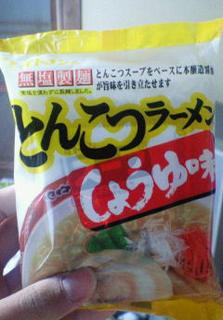 無塩製麺
とんこつスープをベースに本醸造醤油
が旨味を引き立たせます
とんこつラーメン
しょうゆ味